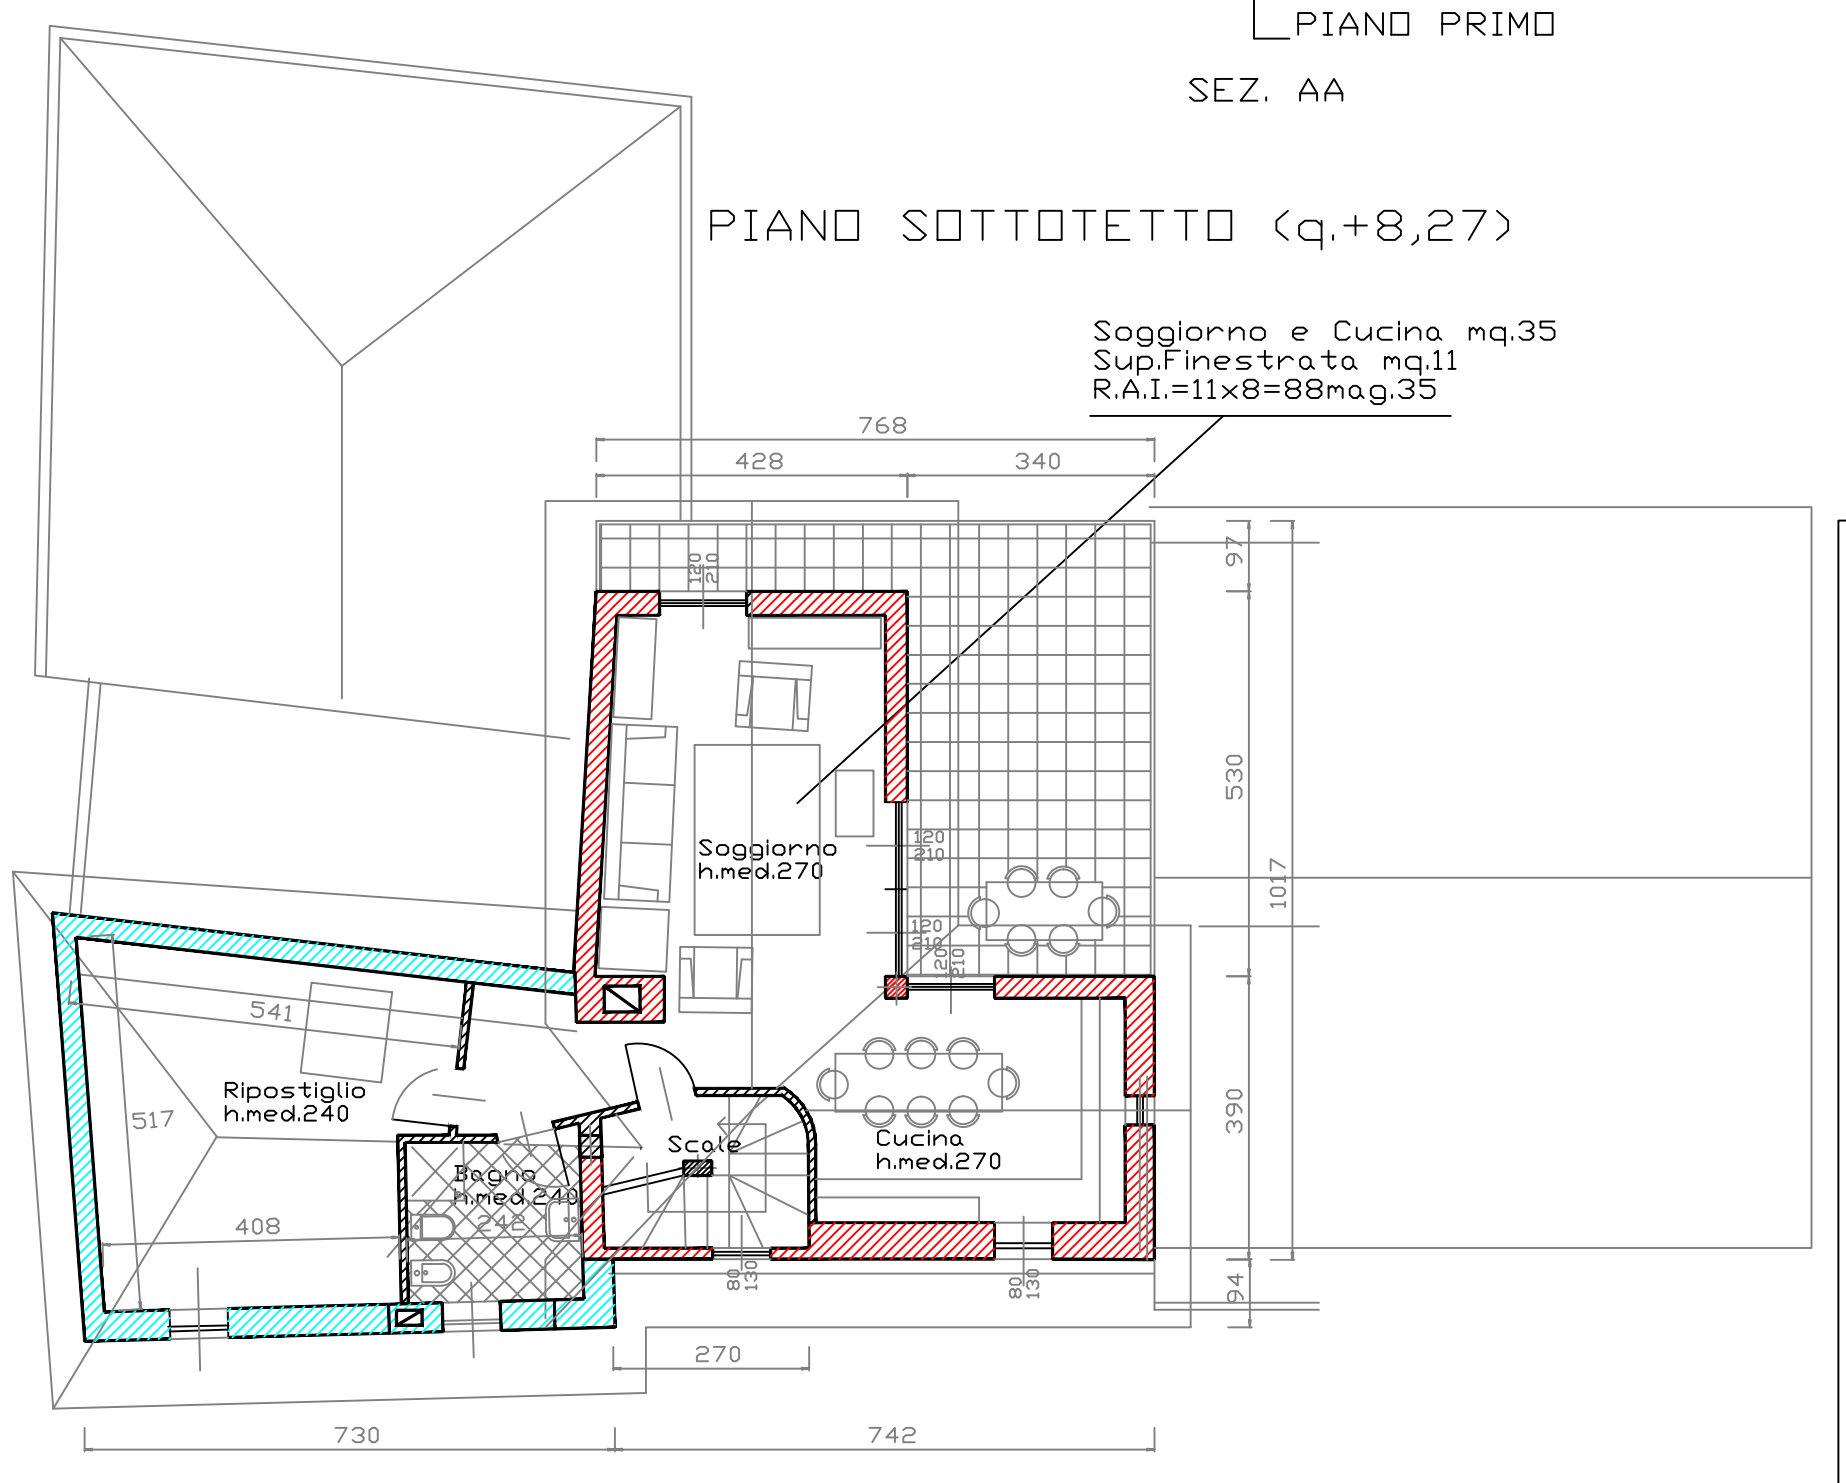 PIANO PRIMO
SEZ. AA
PIANO SOTTOTETTO (q.+8,27)
Soggiorno e Cucina mq.35
Sup.Finestrata mq.11
R.A.I.=11x8=88mag.35
768
428
340
97
120
210
530
1017
Soggiorno
h.med.270
120
210
120
210
120
210
541
Ripostiglio
h.med.240
517
390
Scale
Cucina
h.med.270
Bagno
h.med.240
408
242
80
130
80
130
94
270
730
742